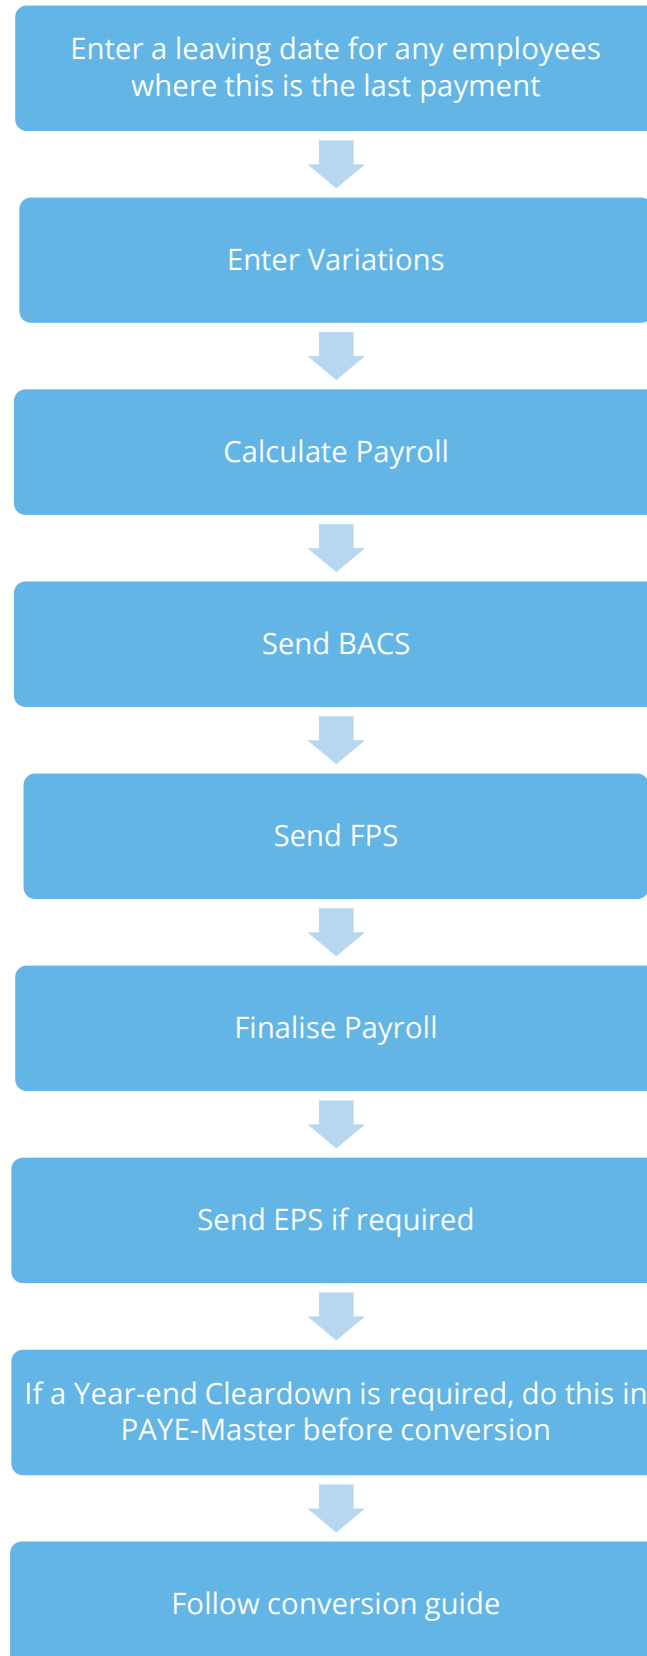 Enter a leaving date for any employees
where this is the last payment
Enter Variations
Calculate Payroll
Send BACS
Send FPS
Finalise Payroll
Send EPS if required
If a Year-end Cleardown is required, do this in
PAYE-Master before conversion
Follow conversion guide